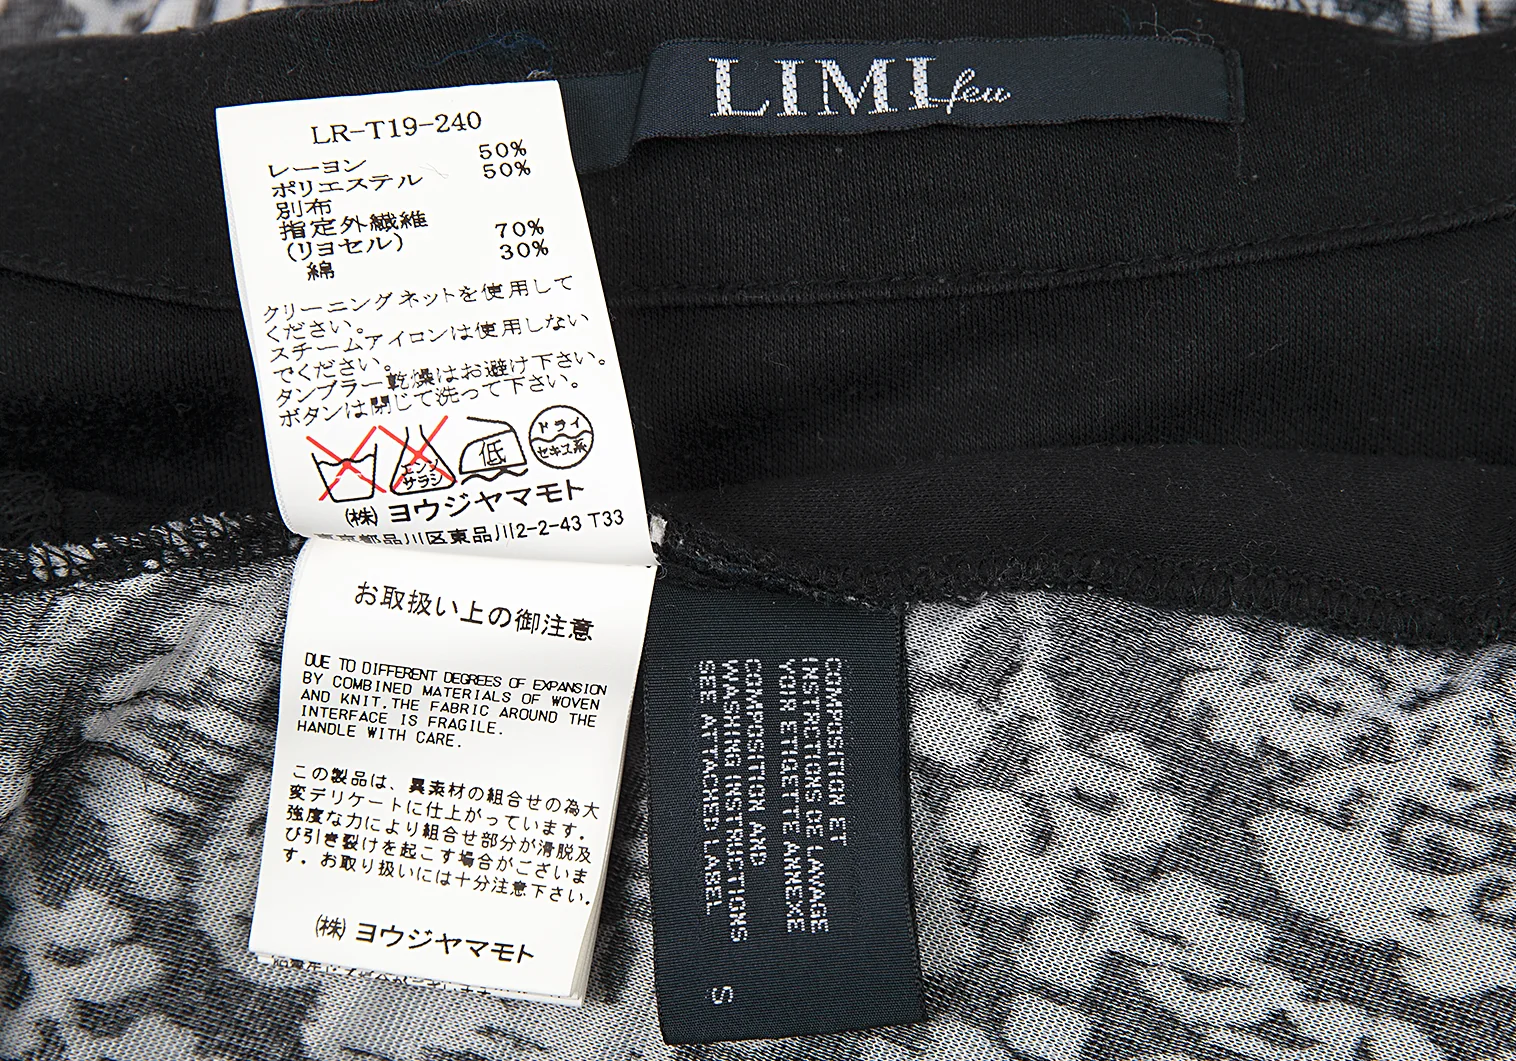 LIMI feu
LR-T19-240
レーヨン 50%
ポリエステル 50%
別布
指定外繊維
(リヨセル) 70%
綿 30%
クリーニングネットを使用して
ください。
スチームアイロンは使用しない
でください。
タンブラー乾燥はお避け下さい。
ボタンは閉じて洗って下さい。
エンソ
サラシ
低
ドライ
セキユ系
(株) ヨウジヤマモト
東京都品川区東品川2-2-43 T33
お取扱い上の御注意
DUE TO DIFFERENT DEGREES OF EXPANSION
BY COMBINED MATERIALS OF WOVEN
AND KNIT.THE FABRIC AROUND THE
INTERFACE IS FRAGILE.
HANDLE WITH CARE.
この製品は、異素材の組合せの為大
変デリケートに仕上がっています。
強度な力により組合せ部分が滑脱及
び引き裂けを起こす場合がございま
す。お取り扱いには十分注意下さい。
(株) ヨウジヤマモト
COMPOSITION ET
INSTRUCTIONS DE LAVAGE
VOIR ETIQETTE ANNEXE
COMPOSITION AND
WASHING INSTRUCTIONS
SEE ATTACHED LABEL
S